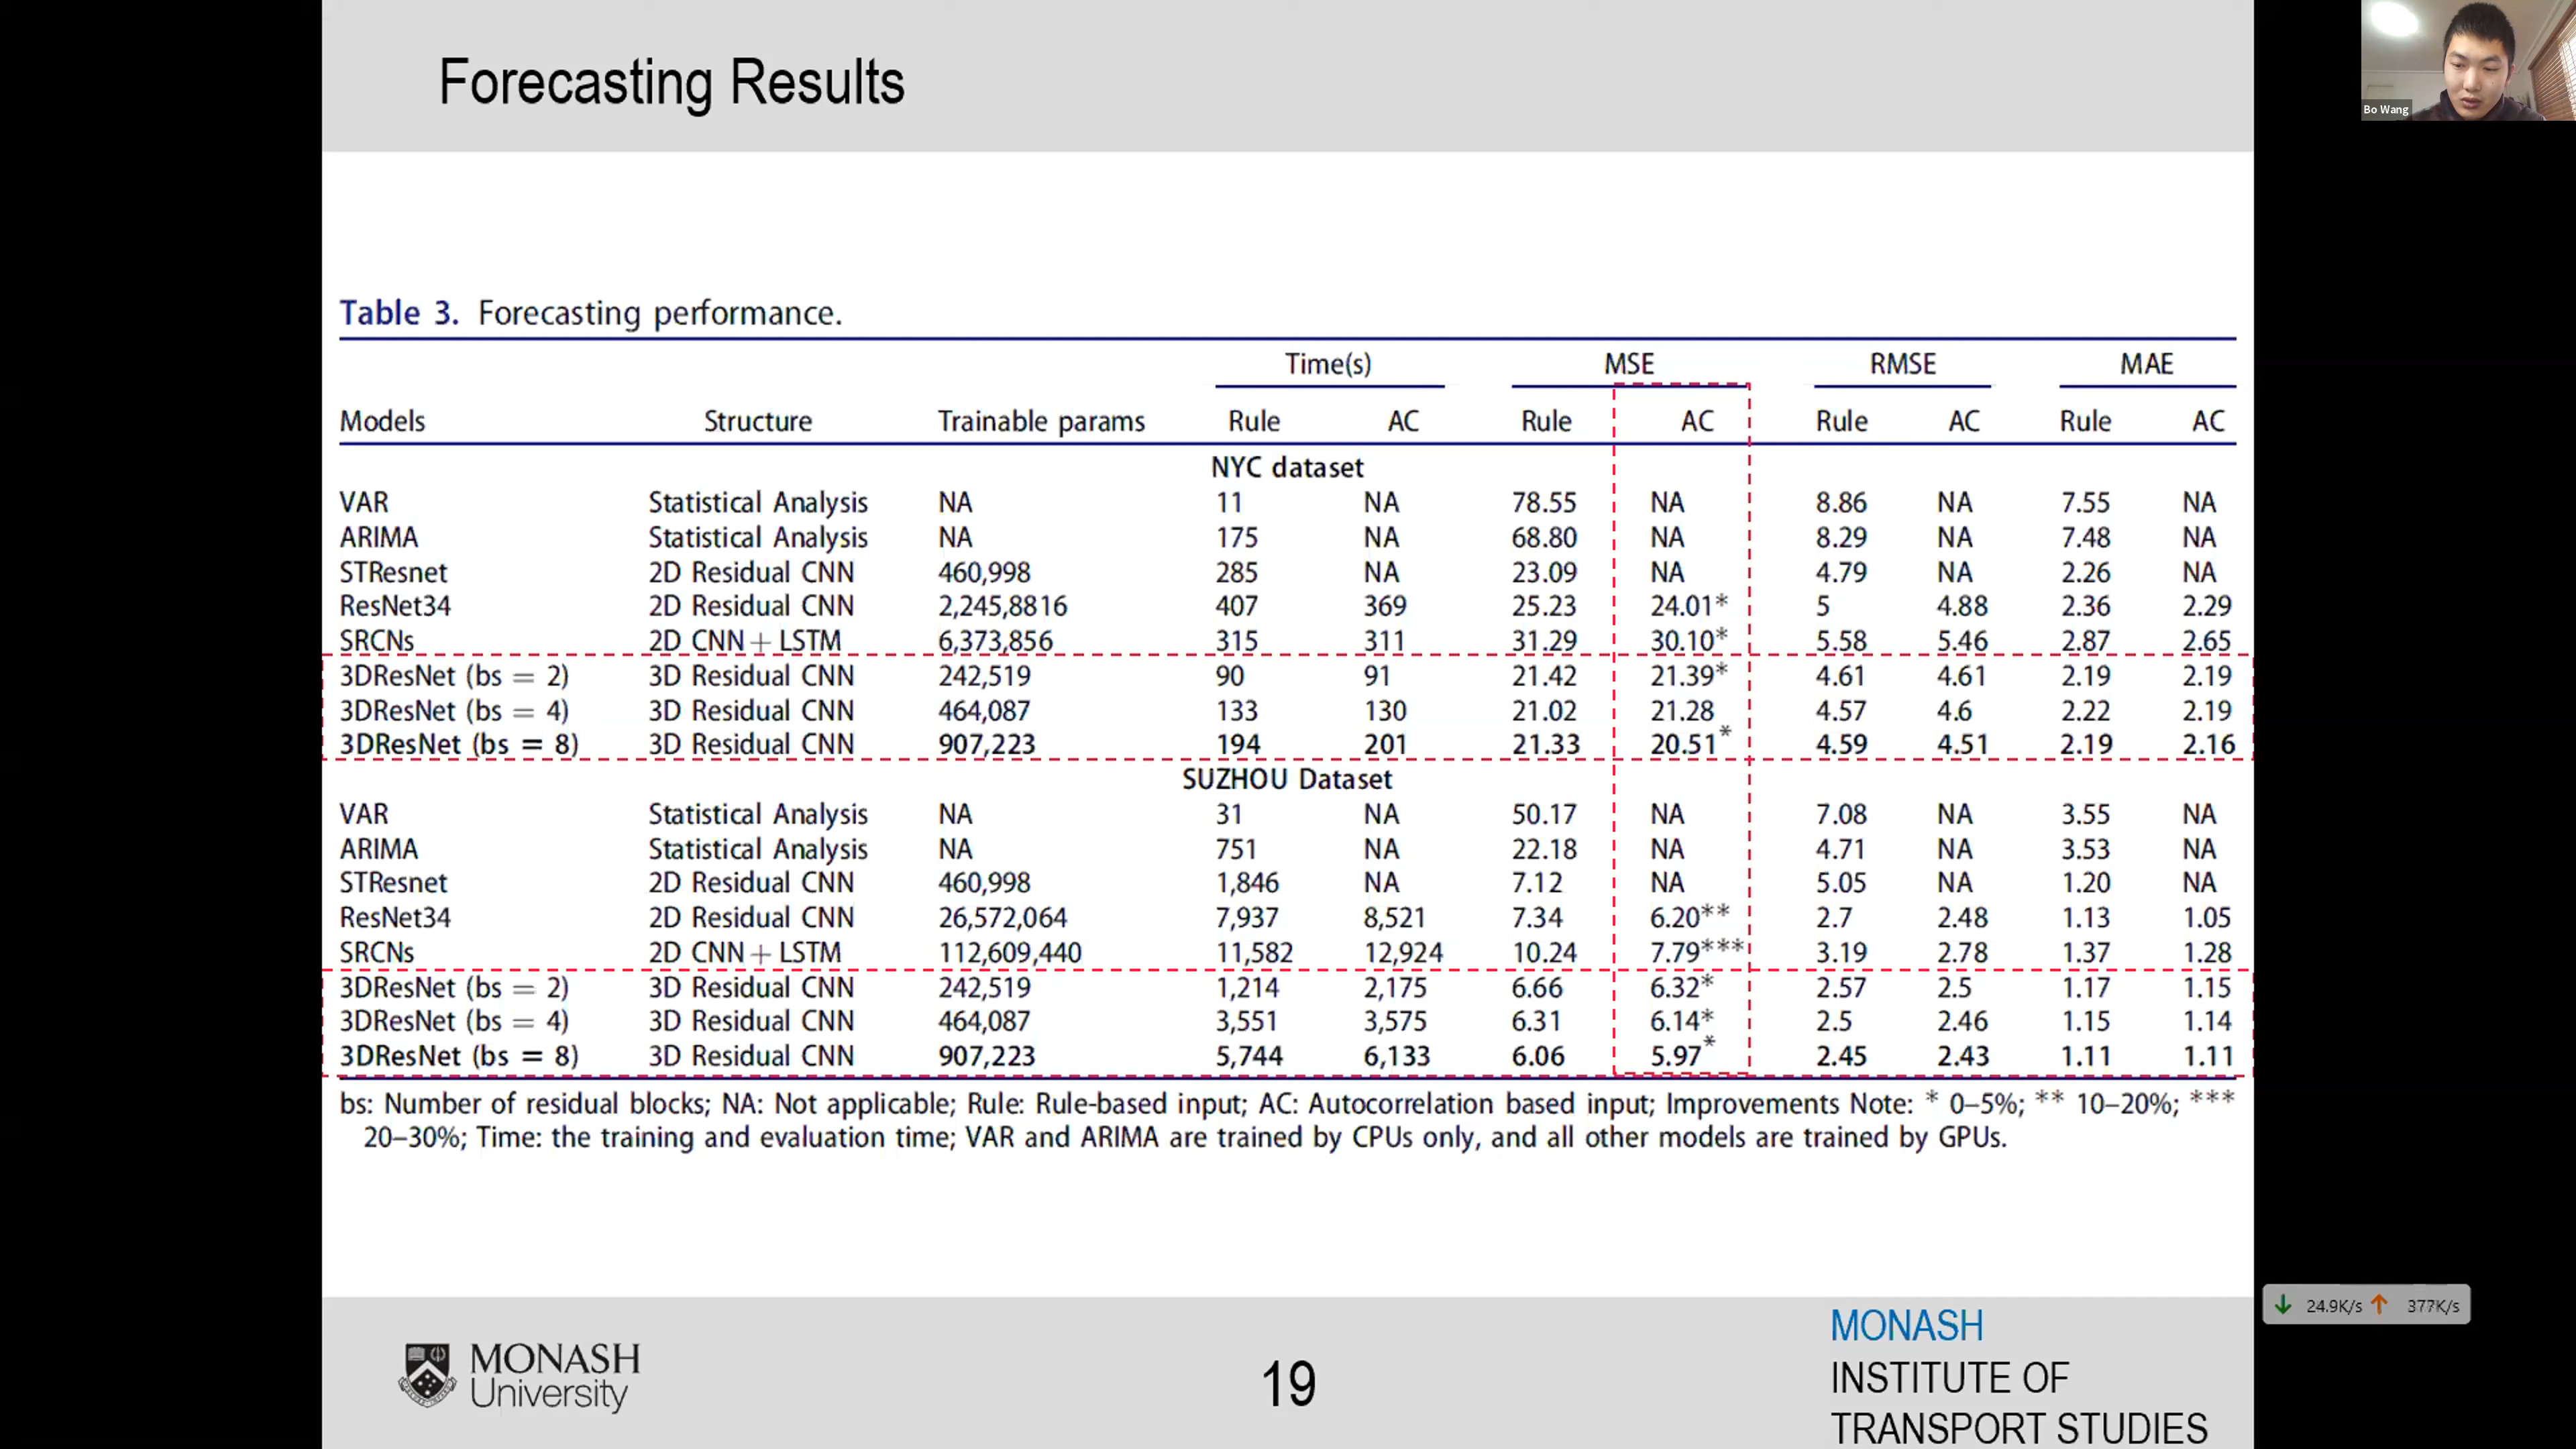 Forecasting Results
Bo Wang
Table 3. Forecasting performance.
Time(s) MSE RMSE MAE
Models Structure Trainable params Rule AC Rule AC Rule AC Rule AC
NYC dataset
VAR Statistical Analysis NA 11 NA 78.55 NA 8.86 NA 7.55 NA
ARIMA Statistical Analysis NA 175 NA 68.80 NA 8.29 NA 7.48 NA
STResnet 2D Residual CNN 460,998 285 NA 23.09 NA 4.79 NA 2.26 NA
ResNet34 2D Residual CNN 2,245,8816 407 369 25.23 24.01* 5 4.88 2.36 2.29
SRCNs 2D CNN + LSTM 6,373,856 315 311 31.29 30.10* 5.58 5.46 2.87 2.65
3DResNet (bs = 2) 3D Residual CNN 242,519 90 91 21.42 21.39* 4.61 4.61 2.19 2.19
3DResNet (bs = 4) 3D Residual CNN 464,087 133 130 21.02 21.28 4.57 4.6 2.22 2.19
3DResNet (bs = 8) 3D Residual CNN 907,223 194 201 21.33 20.51* 4.59 4.51 2.19 2.16
SUZHOU Dataset
VAR Statistical Analysis NA 31 NA 50.17 NA 7.08 NA 3.55 NA
ARIMA Statistical Analysis NA 751 NA 22.18 NA 4.71 NA 3.53 NA
STResnet 2D Residual CNN 460,998 1,846 NA 7.12 NA 5.05 NA 1.20 NA
ResNet34 2D Residual CNN 26,572,064 7,937 8,521 7.34 6.20** 2.7 2.48 1.13 1.05
SRCNs 2D CNN + LSTM 112,609,440 11,582 12,924 10.24 7.79*** 3.19 2.78 1.37 1.28
3DResNet (bs = 2) 3D Residual CNN 242,519 1,214 2,175 6.66 6.32* 2.57 2.5 1.17 1.15
3DResNet (bs = 4) 3D Residual CNN 464,087 3,551 3,575 6.31 6.14* 2.5 2.46 1.15 1.14
3DResNet (bs = 8) 3D Residual CNN 907,223 5,744 6,133 6.06 5.97* 2.45 2.43 1.11 1.11
bs: Number of residual blocks; NA: Not applicable; Rule: Rule-based input; AC: Autocorrelation based input; Improvements Note: * 0–5%; ** 10–20%; ***
20–30%; Time: the training and evaluation time; VAR and ARIMA are trained by CPUs only, and all other models are trained by GPUs.
24.9K/s 377K/s
MONASH
University
19
MONASH
INSTITUTE OF
TRANSPORT STUDIES